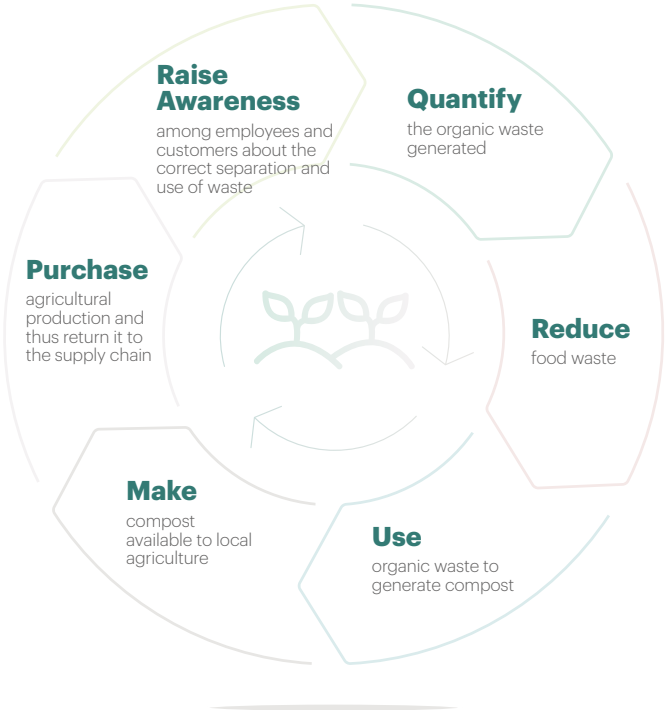 Raise
Awareness
among employees and
customers about the
correct separation and
use of waste
Quantify
the organic waste
generated
Reduce
food waste
Use
organic waste to
generate compost
Make
compost
available to local
agriculture
Purchase
agricultural
production and
thus return it to
the supply chain